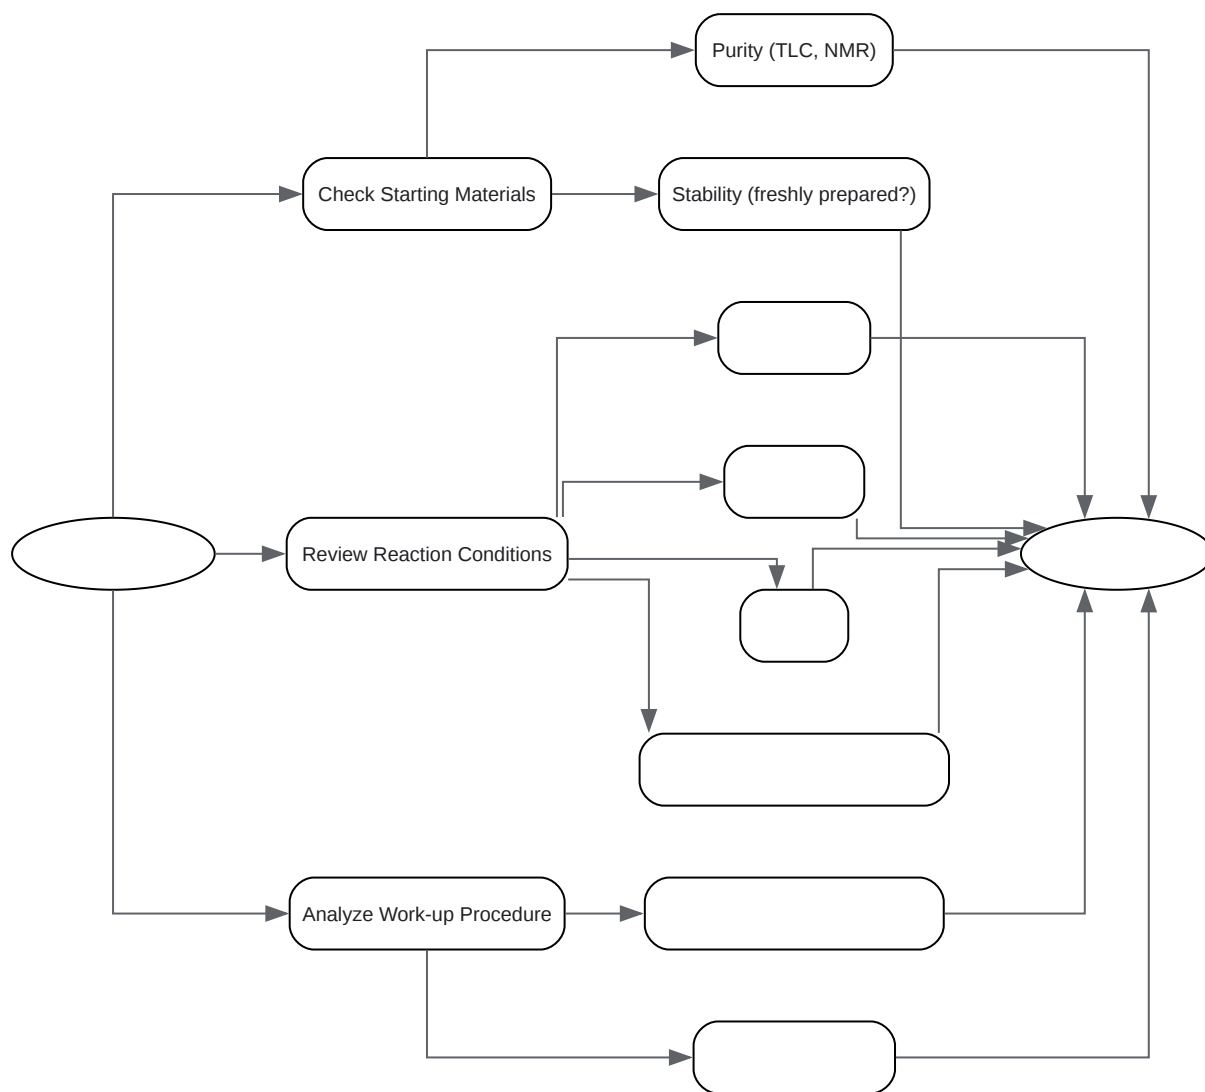 Purity (TLC, NMR)
Check Starting Materials
Stability (freshly prepared?)
Review Reaction Conditions
Analyze Work-up Procedure